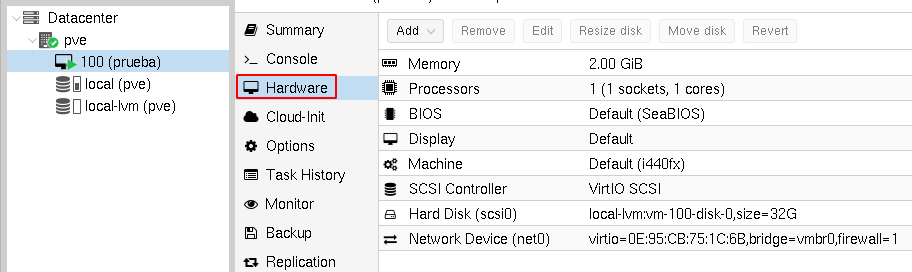 Datacenter
pve
100 (prueba)
local (pve)
local-lvm (pve)
Summary
Console
Hardware
Cloud-Init
Options
Task History
Monitor
Backup
Replication
Add Remove Edit Resize disk Move disk Revert
Memory 2.00 GiB
Processors 1 (1 sockets, 1 cores)
BIOS Default (SeaBIOS)
Display Default
Machine Default (i440fx)
SCSI Controller VirtIO SCSI
Hard Disk (scsi0) local-lvm:vm-100-disk-0,size=32G
Network Device (net0) virtio=0E:95:CB:75:1C:6B,bridge=vmbr0,firewall=1